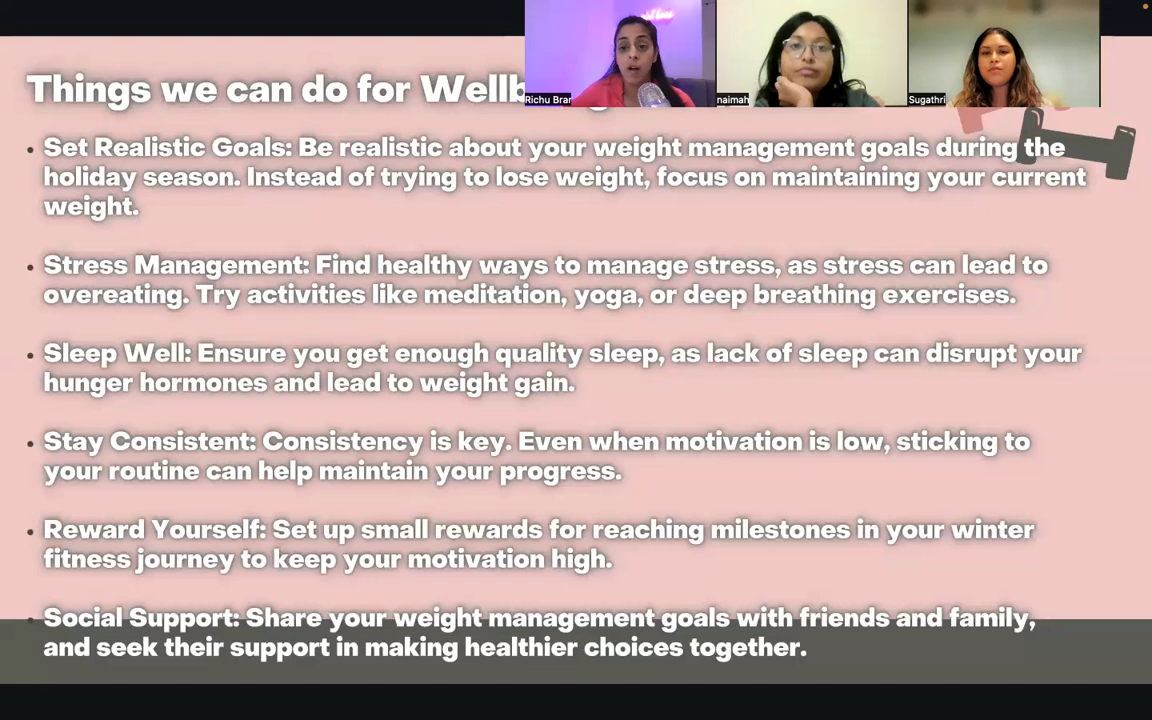 Things we can do for Wellb
Richu Bran
naimah
Sugathri
Set Realistic Goals: Be realistic about your weight management goals during the
holiday season. Instead of trying to lose weight, focus on maintaining your current
weight.
Stress Management: Find healthy ways to manage stress, as stress can lead to
overeating. Try activities like meditation, yoga, or deep breathing exercises.
Sleep Well: Ensure you get enough quality sleep, as lack of sleep can disrupt your
hunger hormones and lead to weight gain.
Stay Consistent: Consistency is key. Even when motivation is low, sticking to
your routine can help maintain your progress.
Reward Yourself: Set up small rewards for reaching milestones in your winter
fitness journey to keep your motivation high.
Social Support: Share your weight management goals with friends and family,
and seek their support in making healthier choices together.